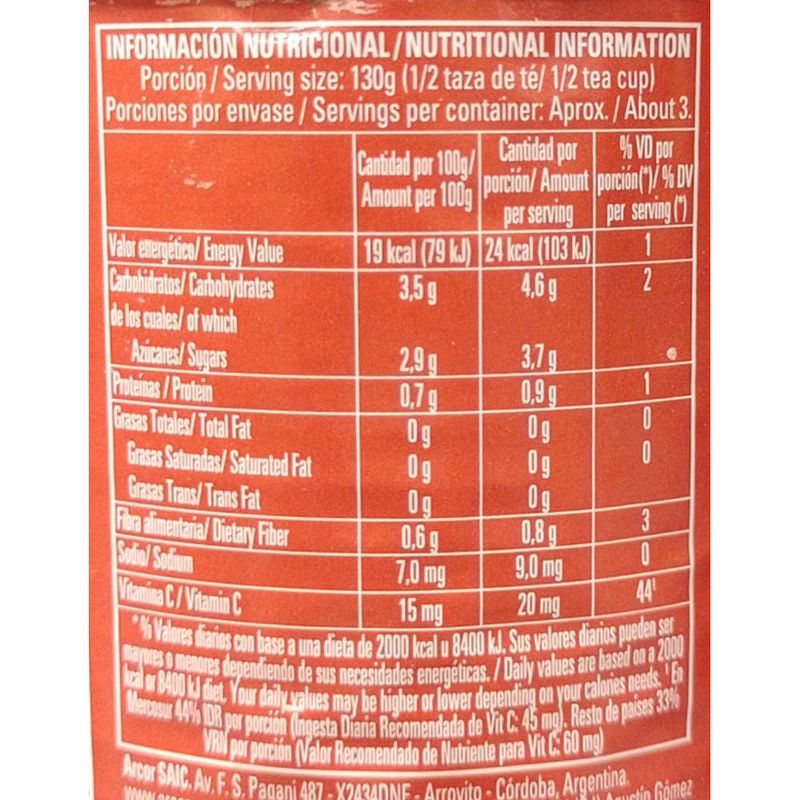 INFORMACIÓN NUTRICIONAL / NUTRITIONAL INFORMATION
Porción / Serving size: 130g (1/2 taza de té/ 1/2 tea cup)
Porciones por envase / Servings per container: Aprox. / About 3.
Cantidad por 100g/ Amount per 100g | Cantidad por porción/ Amount per serving | % VD por porción(*)/ % DV per serving (*)
Valor energético/ Energy Value 19 kcal (79 kJ) 24 kcal (103 kJ) 1
Carbohidratos/ Carbohydrates 3,5 g 4,6 g 2
de los cuales/ of which
Azúcares/ Sugars 2,9 g 3,7 g
Proteínas / Protein 0,7 g 0,9 g 1
Grasas Totales/ Total Fat 0 g 0 g 0
Grasas Saturadas/ Saturated Fat 0 g 0 g 0
Grasas Trans/ Trans Fat 0 g 0 g
Fibra alimentaria/ Dietary Fiber 0,6 g 0,8 g 3
Sodio/ Sodium 7,0 mg 9,0 mg 0
Vitamina C / Vitamin C 15 mg 20 mg 44¹
*% Valores diarios con base a una dieta de 2000 kcal u 8400 kJ. Sus valores diarios pueden ser
mayores o menores dependiendo de sus necesidades energéticas. / Daily values are based on a 2000
kcal or 8400 kJ diet. Your daily values may be higher or lower depending on your calories needs. ¹En
Mercosur 44% IDR por porción (Ingesta Diaria Recomendada de Vit C: 45 mg). Resto de países 33%
VRN por porción (Valor Recomendado de Nutriente para Vit C: 60 mg)
Arcor SAIC. Av. F. S. Pagani 487 - X2434DNE - Arroyito - Córdoba, Argentina.
Agustín Gómez